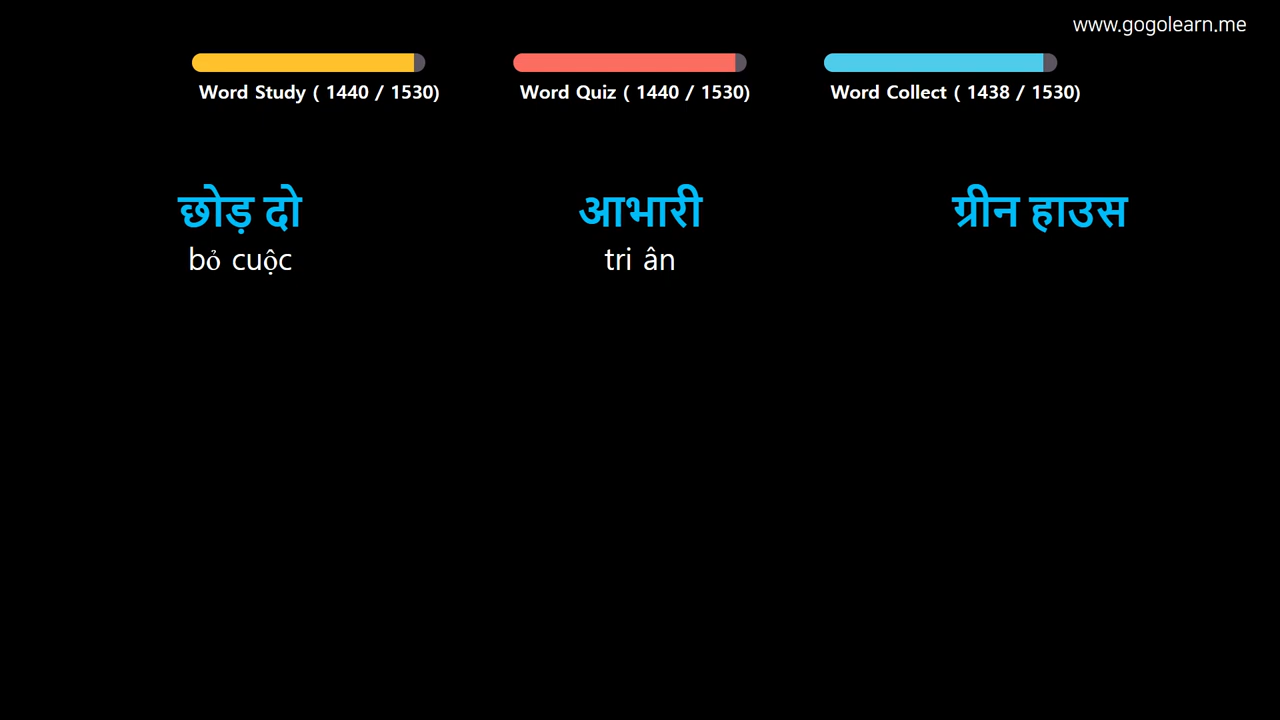 www.gogolearn.me
Word Study ( 1440 / 1530)
Word Quiz ( 1440 / 1530)
Word Collect ( 1438 / 1530)
छोड़ दो
bỏ cuộc
आभारी
tri ân
ग्रीन हाउस